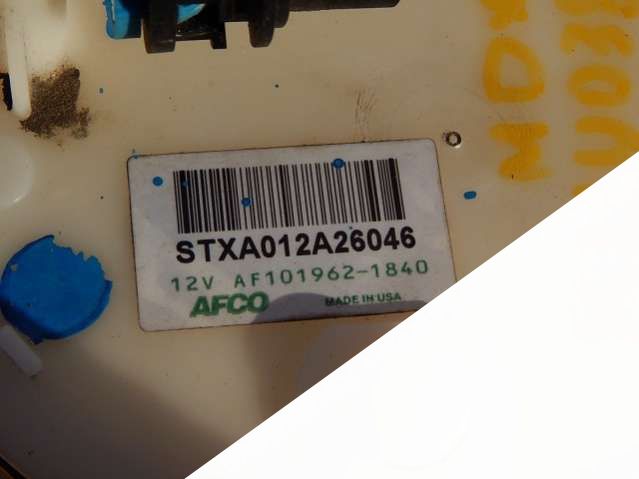 STXA012A26046
12V AF101962-1840
AFCO MADE IN USA